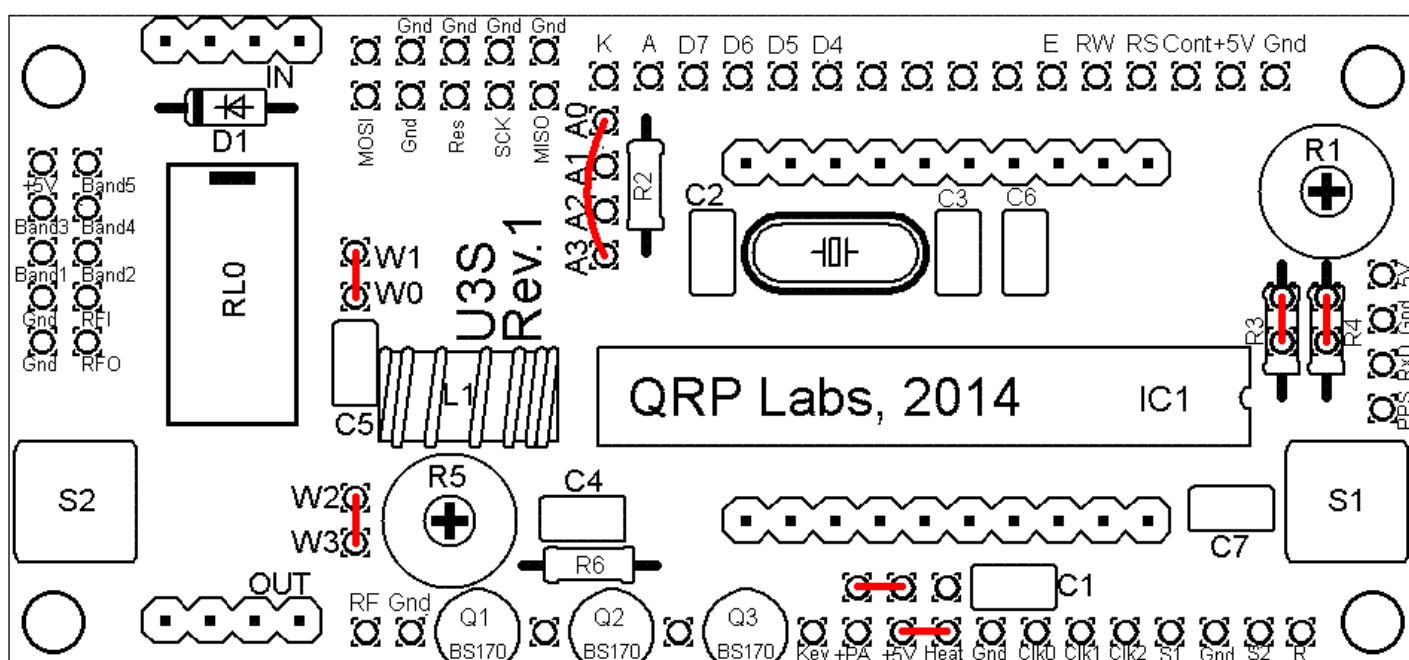 Gnd Gnd Gnd Gnd
K A D7 D6 D5 D4 E RW RS Cont +5V Gnd
IN
D1
MOSI Gnd Res SCK MISO
A0
A1
A2
A3
R2
R1
+5V Band5
Band3 Band4
Band1 Band2
Gnd RFI
Gnd RFO
RL0
W1
W0
U3S
Rev.1
C2
C3
C6
R3
R4
5V
Gnd
RxD
PPS
C5
L1
QRP Labs, 2014
IC1
S2
W2
W3
R5
C4
R6
S1
C7
C1
OUT
RF Gnd
Q1
BS170
Q2
BS170
Q3
BS170
Key +PA +5V Heat Gnd Clk0 Clk1 Clk2 S1 Gnd S2 R